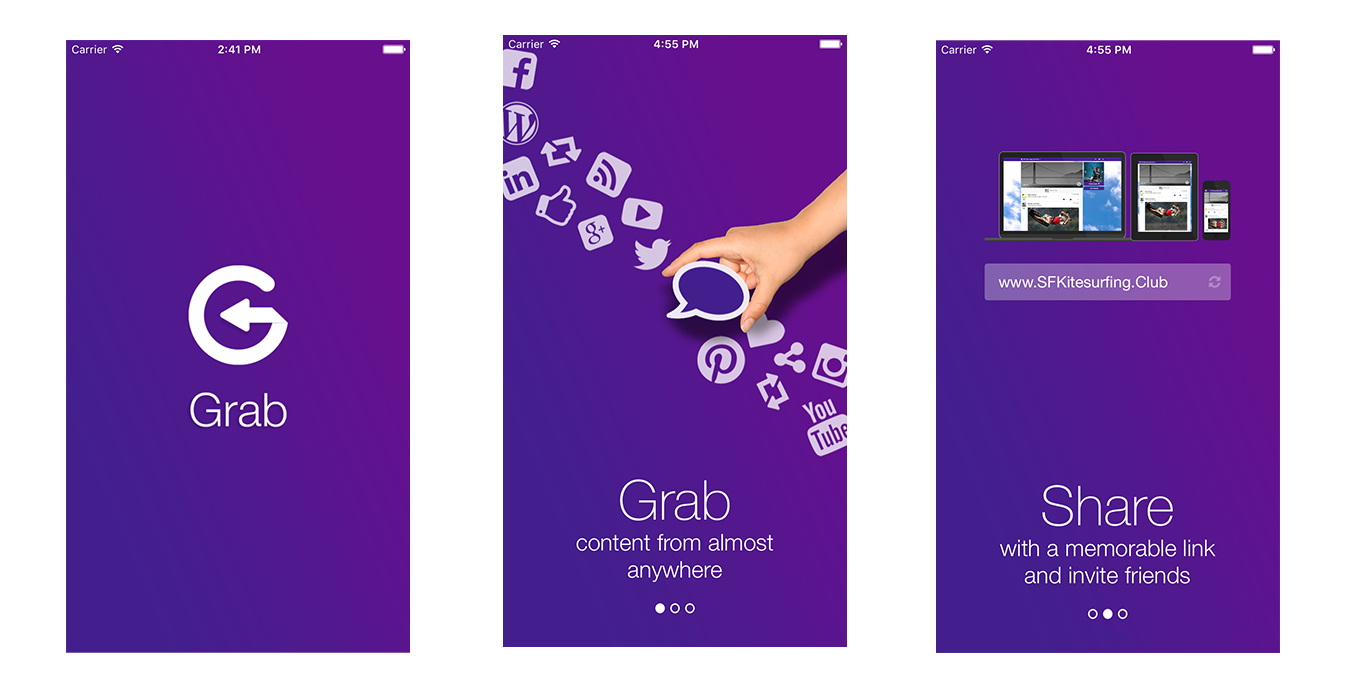 Carrier 2:41 PM
Grab
Carrier 4:55 PM
f
W
in
g+
You
Tube
Grab
content from almost
anywhere
Carrier 4:55 PM
www.SFKitesurfing.Club
Share
with a memorable link
and invite friends